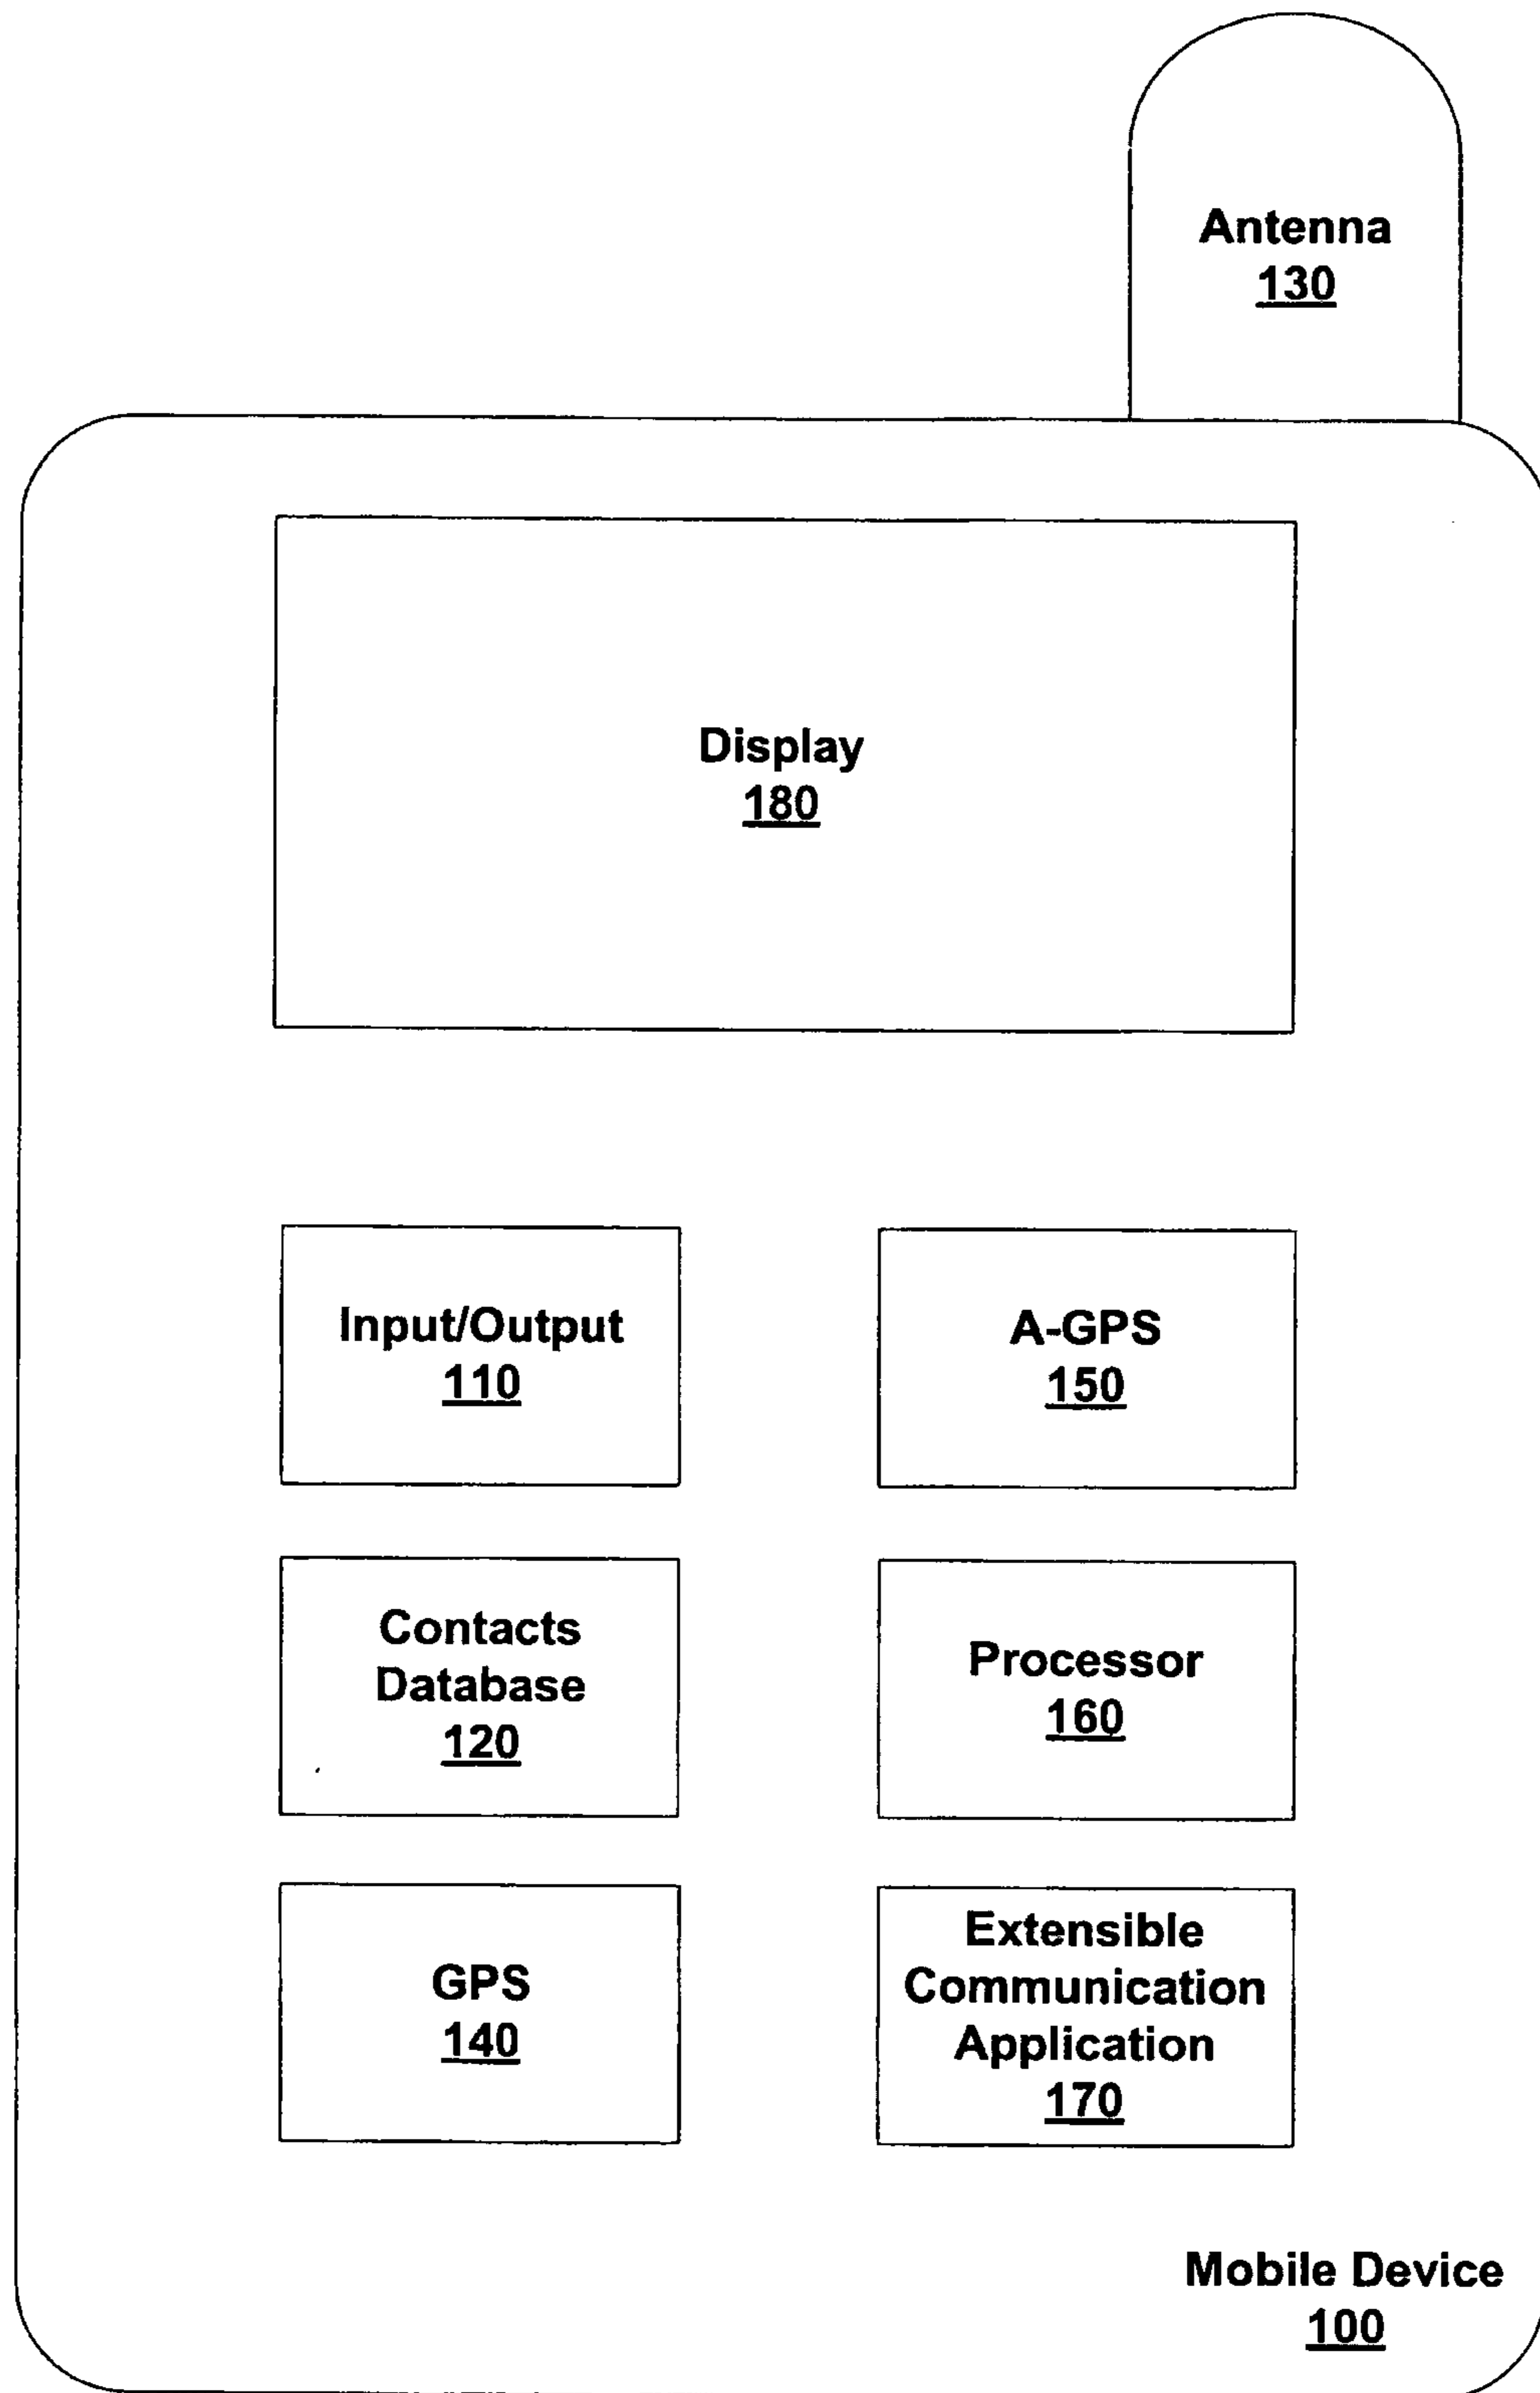 Antenna
130
Display
180
Input/Output
110
A-GPS
150
Contacts
Database
120
Processor
160
GPS
140
Extensible
Communication
Application
170
Mobile Device
100